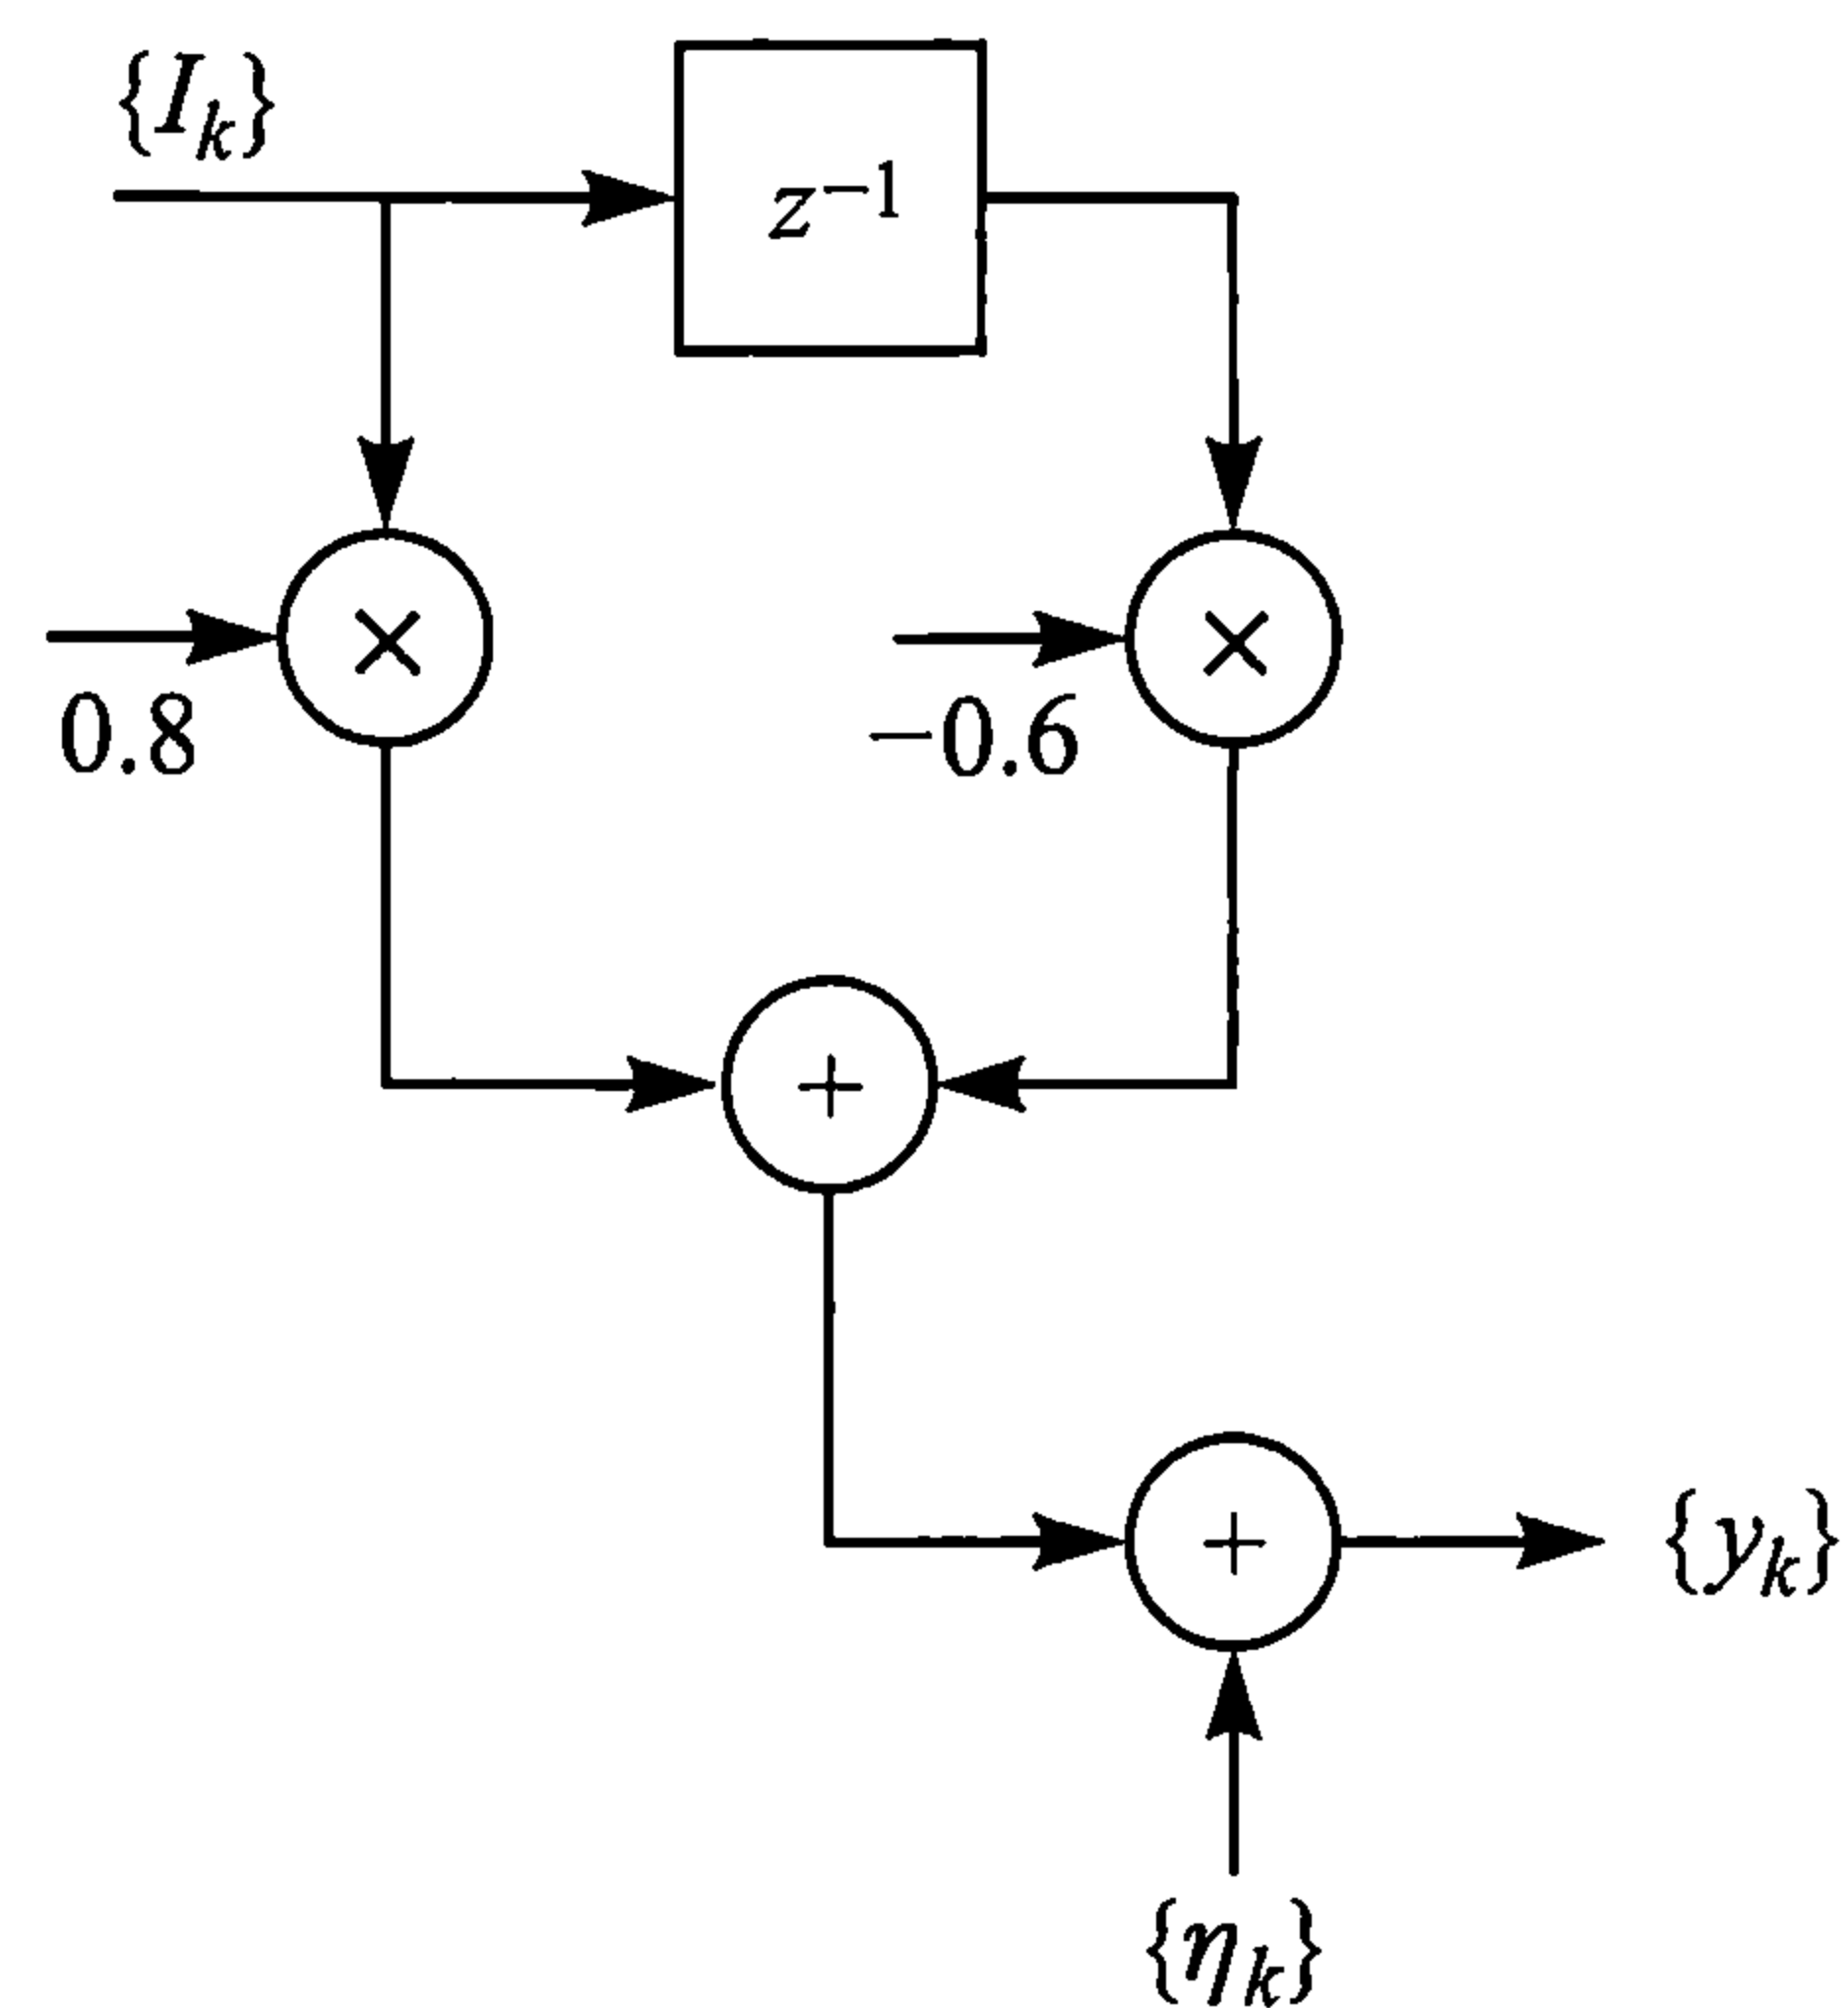 {I_k}
z^{-1}
×
×
0.8
−0.6
+
+
{y_k}
{η_k}